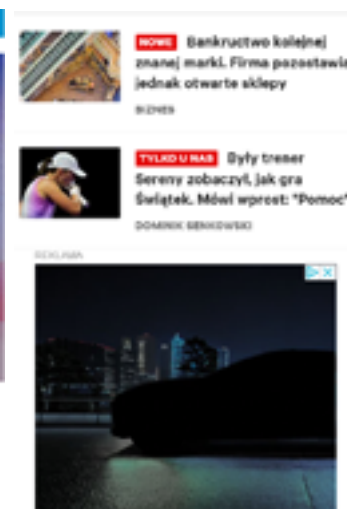 NOWE Bankructwo kolejnej
znanej marki. Firma pozostawia
jednak otwarte sklepy
BIZNES
TYLKO U NAS Były trener
Sereny zobaczył, jak gra
Świątek. Mówi wprost: "Pomoc"
DOMINIK SENKOWSKI
REKLAMA